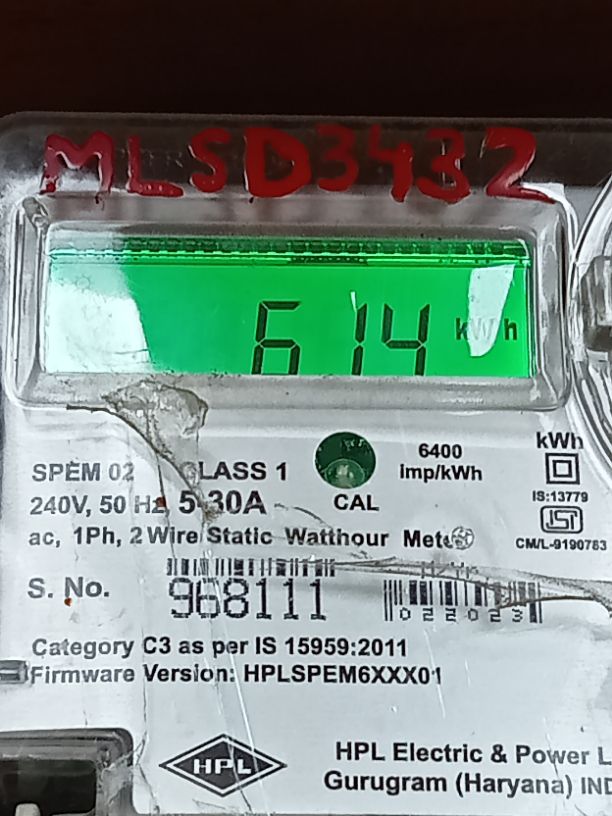 MLSD3432
614 kWh
6400
imp/kWh
kWh
SPEM 02 CLASS 1
IS:13779
240V, 50 Hz, 5-30A
CAL
ac, 1Ph, 2 Wire Static Watthour
CM/L-9190783
S. No. 968111
M/Yr.
022023
Category C3 as per IS 15959:2011
Firmware Version: HPLSPEM6XXX01
HPL
HPL Electric & Power
Gurugram (Haryana)